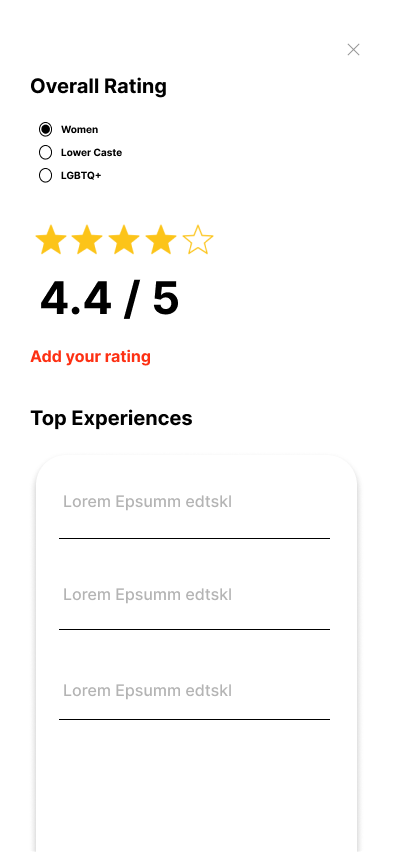 Overall Rating
Women
Lower Caste
LGBTQ+
4.4 / 5
Add your rating
Top Experiences
Lorem Epsumm edtskl
Lorem Epsumm edtskl
Lorem Epsumm edtskl